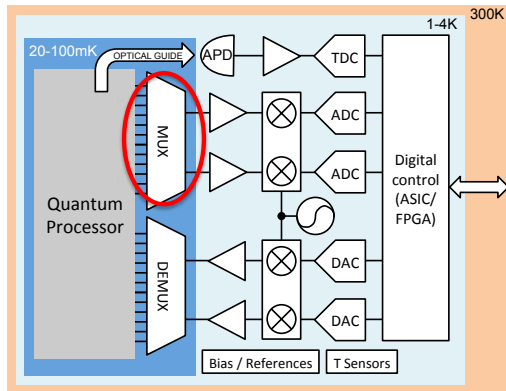 300K
1-4K
20-100mK
OPTICAL GUIDE
APD
TDC
MUX
ADC
ADC
Quantum
Processor
Digital
control
(ASIC/
FPGA)
DEMUX
DAC
DAC
Bias / References
T Sensors